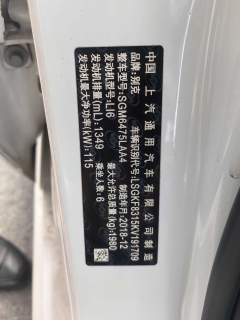 中国 上汽通用汽车有限公司
品牌:别克 车辆识别代号:LSGKF8315KV191709
整车型号:SGM6475LAA4 制造年月:2018-12
发动机型号:LI6 最大允许总质量(kg):1980
发动机排量(mL):1349 乘坐人数:6
发动机最大净功率(kW):115